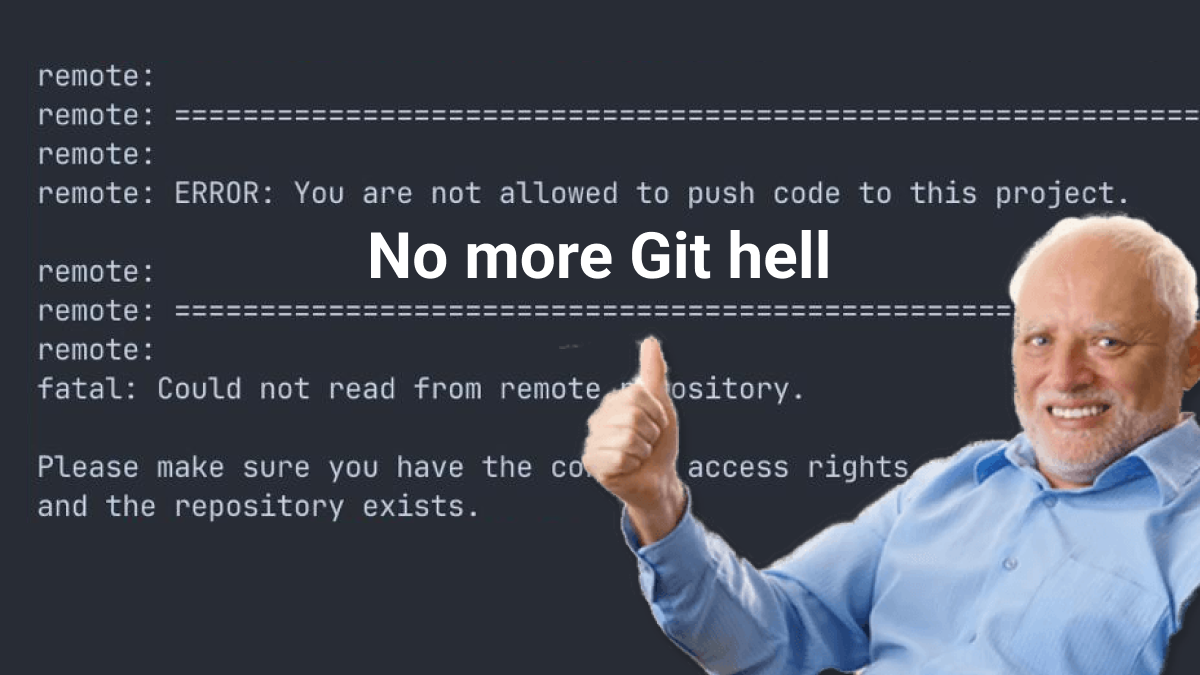 remote:
remote: ============================================================
remote:
remote: ERROR: You are not allowed to push code to this project.
No more Git hell
remote:
remote: =================================================
remote:
fatal: Could not read from remote
Please make sure you have the access rights
and the repository exists.